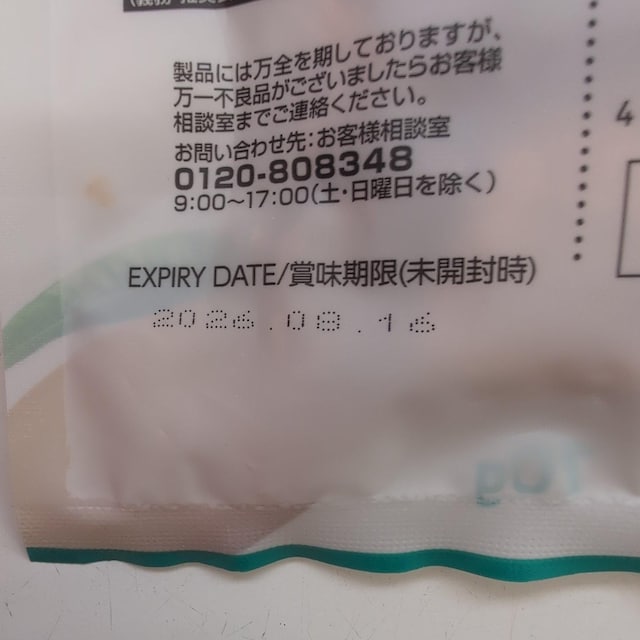 製品には万全を期しておりますが、
万一不良品がございましたらお客様
相談室までご連絡ください。
お問い合わせ先:お客様相談室
0120-808348
9:00〜17:00(土・日曜日を除く)
4
EXPIRY DATE/賞味期限(未開封時)
2026.08.16